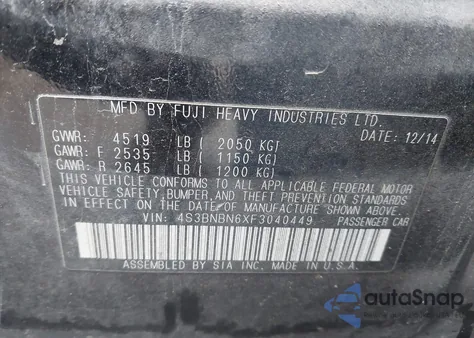 MFD BY FUJI HEAVY INDUSTRIES LTD.
DATE: 12/14
GVWR: 4519 LB ( 2050 KG)
GAWR: F 2535 LB ( 1150 KG)
GAWR: R 2645 LB ( 1200 KG)
THIS VEHICLE CONFORMS TO ALL APPLICABLE FEDERAL MOTOR
VEHICLE SAFETY, BUMPER, AND THEFT PREVENTION STANDARDS
IN EFFECT ON THE DATE OF MANUFACTURE SHOWN ABOVE.
VIN: 4S3BNBN6XF3040449 PASSENGER CAR
ASSEMBLED BY SIA INC, MADE IN U.S.A.
autoSnap